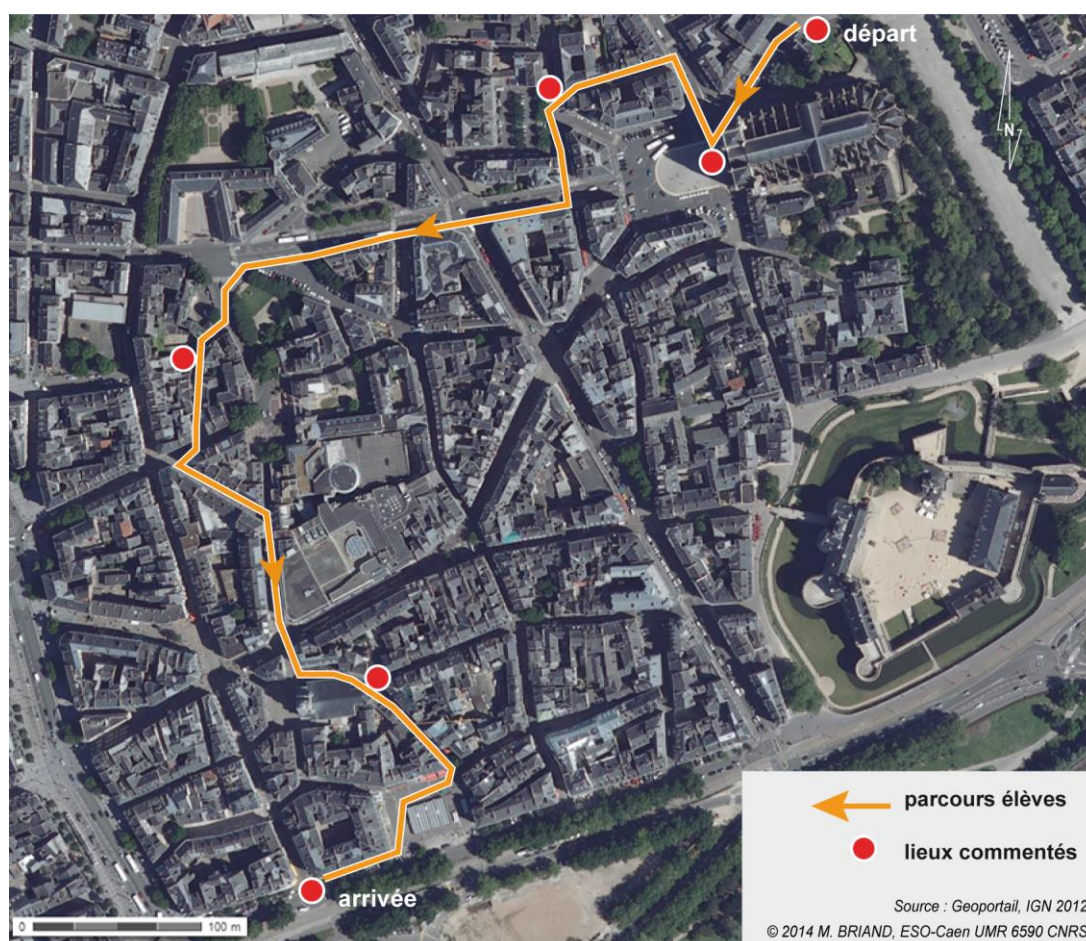 départ
N
parcours élèves
lieux commentés
arrivée
0 100 m
Source : Geoportail, IGN 2012
© 2014 M. BRIAND, ESO-Caen UMR 6590 CNRS